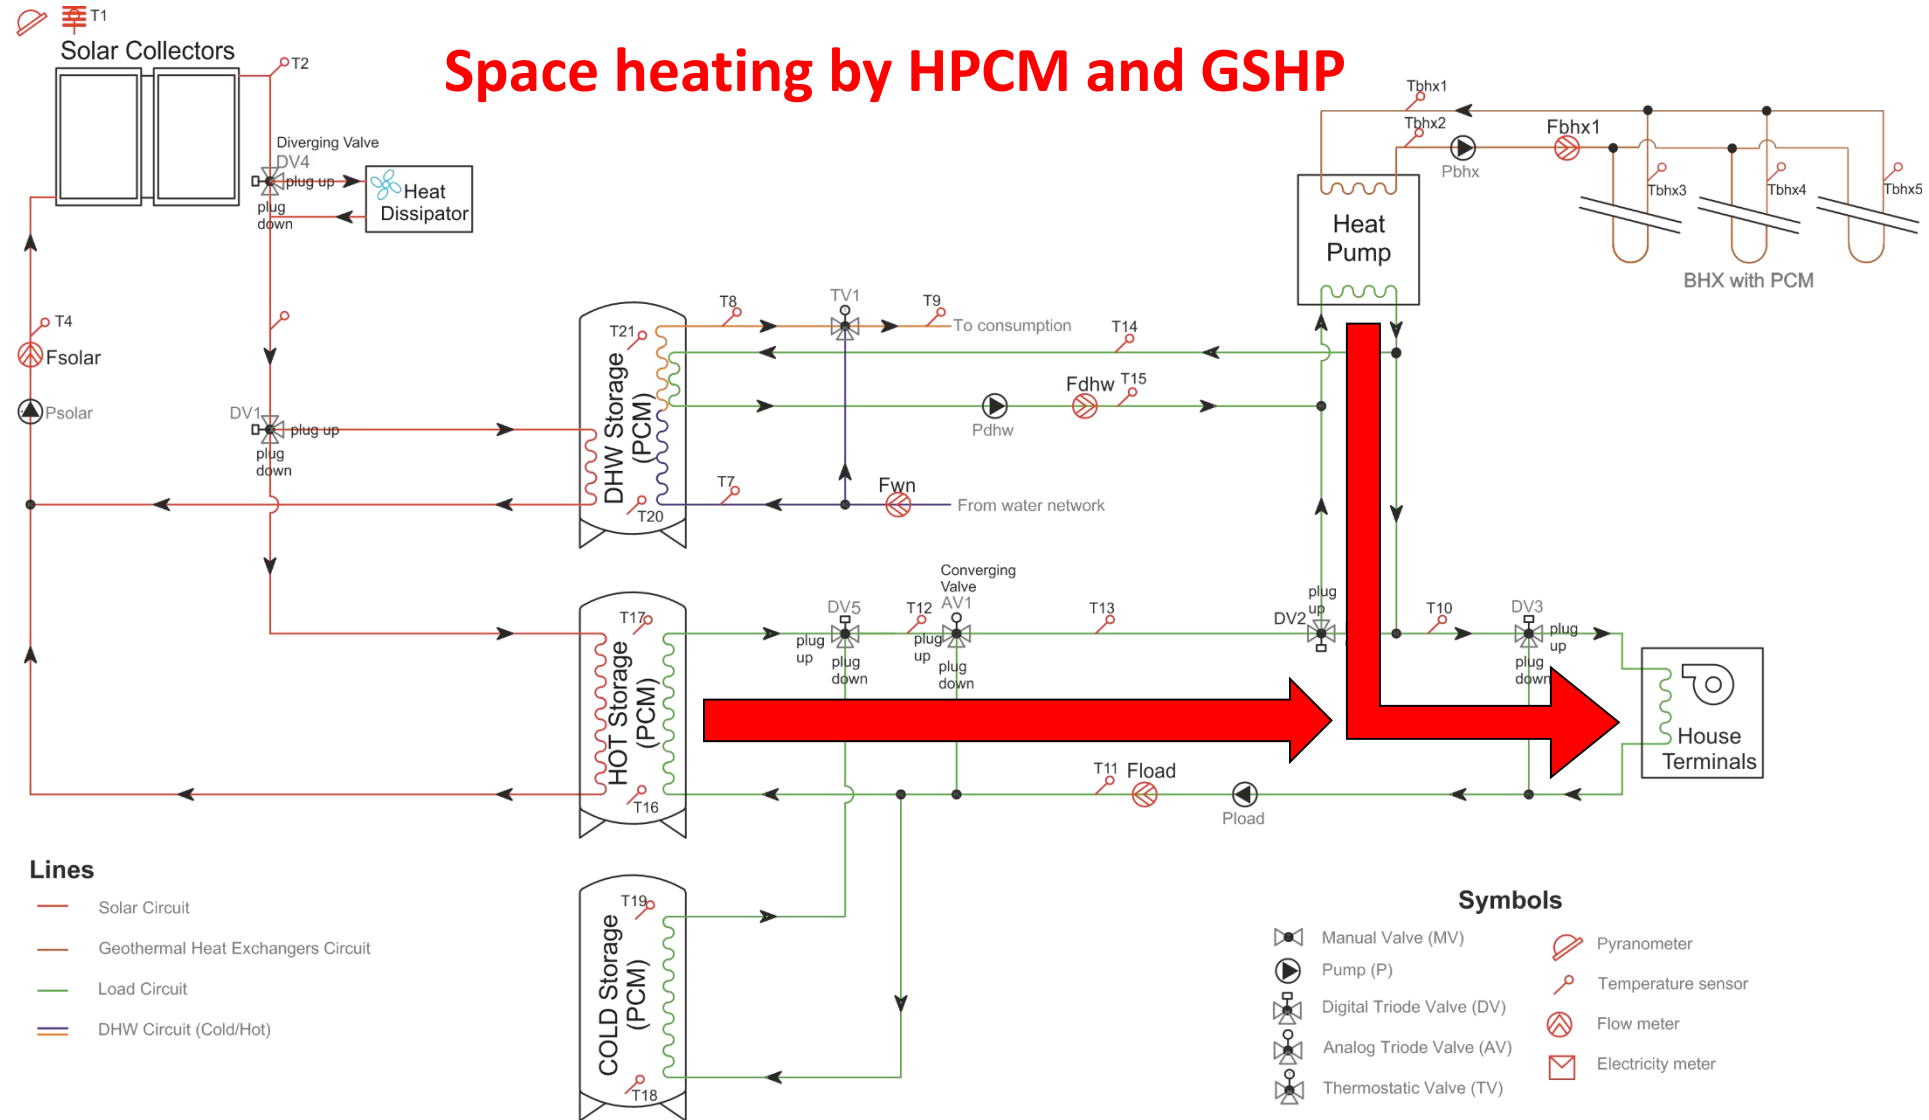 T1
Solar Collectors
T2
Space heating by HPCM and GSHP
Diverging Valve
DV4
plug up
plug
down
Heat
Dissipator
T4
Fsolar
Psolar
DV1
plug up
plug
down
Tbhx1
Tbhx2
Fbhx1
Pbhx
Tbhx3
Tbhx4
Tbhx5
BHX with PCM
Heat
Pump
T21
T8
TV1
T9
To consumption
T14
Fdhw
T15
Pdhw
DHW Storage
(PCM)
T7
Fwn
From water network
T20
Converging
Valve
AV1
T17
DV5
T12
T13
plug
up
plug
down
plug
up
plug
down
plug
up
DV2
T10
DV3
plug
up
plug
down
HOT Storage
(PCM)
T16
T11
Fload
Pload
House
Terminals
T19
COLD Storage
(PCM)
T18
Lines
Solar Circuit
Geothermal Heat Exchangers Circuit
Load Circuit
DHW Circuit (Cold/Hot)
Symbols
Manual Valve (MV)
Pump (P)
Digital Triode Valve (DV)
Analog Triode Valve (AV)
Thermostatic Valve (TV)
Pyranometer
Temperature sensor
Flow meter
Electricity meter